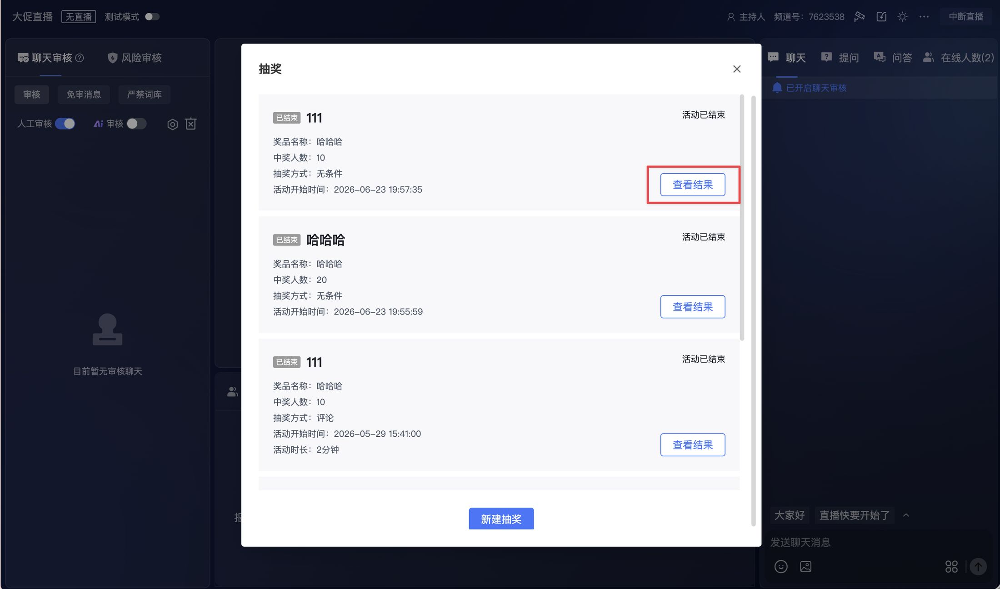 大促直播 无直播 测试模式
主持人 频道号：7623538 中断直播
聊天审核 风险审核
审核 免审消息 严禁词库
人工审核 Ai 审核
目前暂无审核聊天
报
抽奖
已结束 111 活动已结束
奖品名称：哈哈哈
中奖人数：10
抽奖方式：无条件
活动开始时间：2026-06-23 19:57:35
查看结果
已结束 哈哈哈 活动已结束
奖品名称：哈哈哈
中奖人数：20
抽奖方式：无条件
活动开始时间：2026-06-23 19:55:59
查看结果
已结束 111 活动已结束
奖品名称：哈哈哈
中奖人数：10
抽奖方式：评论
活动开始时间：2026-05-29 15:41:00
活动时长：2分钟
查看结果
新建抽奖
聊天 提问 问答 在线人数(2)
已开启聊天审核
大家好 直播快要开始了
发送聊天消息